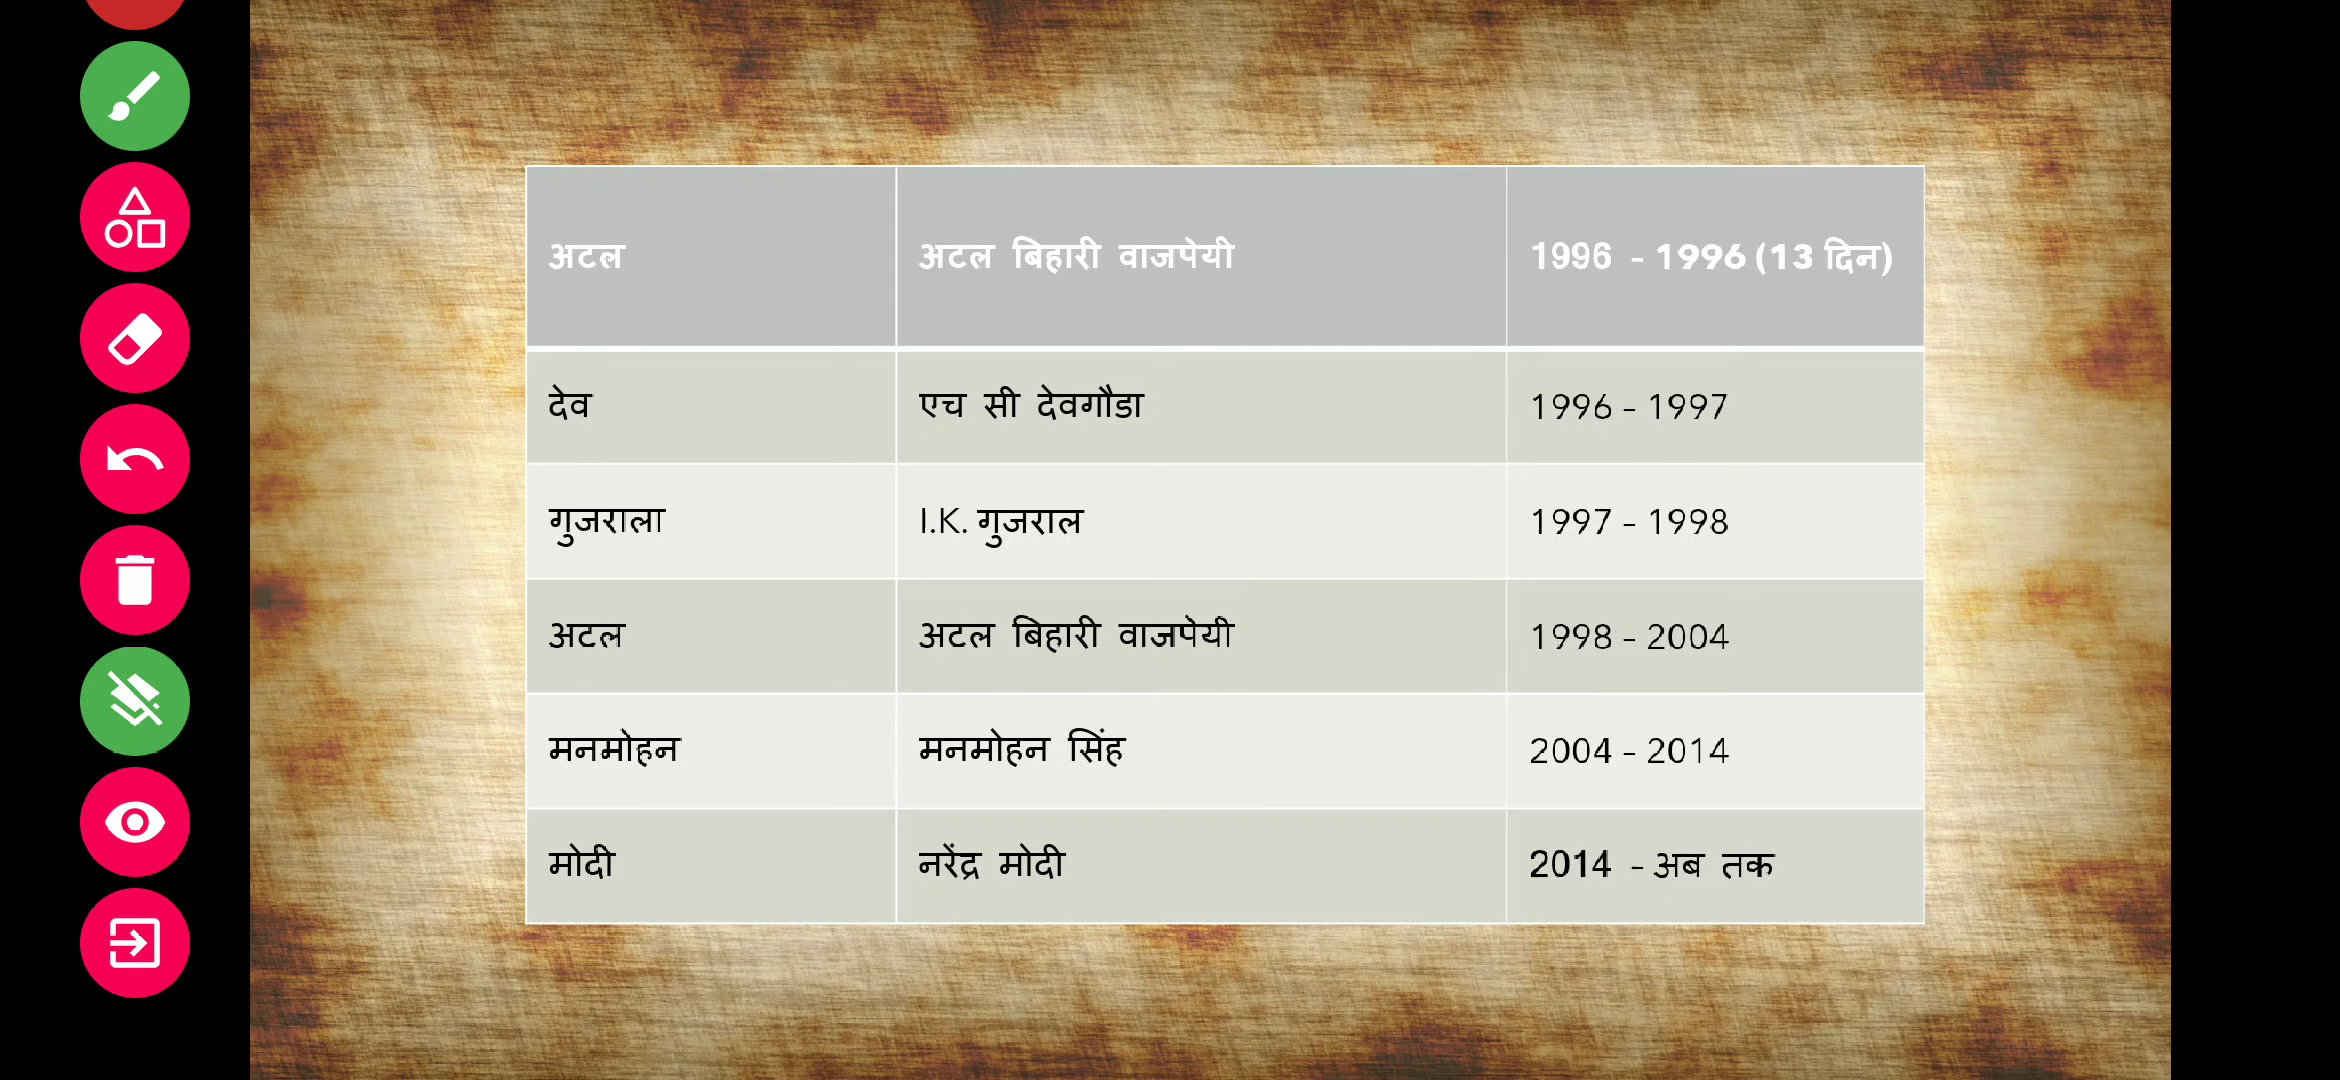 अटल अटल बिहारी वाजपेयी 1996 - 1996 (13 दिन)
देव एच सी देवगौडा 1996 - 1997
गुजराला I.K. गुजराल 1997 - 1998
अटल अटल बिहारी वाजपेयी 1998 - 2004
मनमोहन मनमोहन सिंह 2004 - 2014
मोदी नरेंद्र मोदी 2014 - अब तक